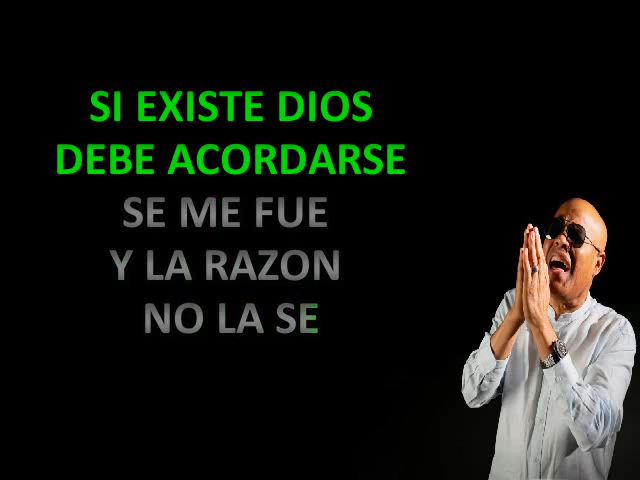 SI EXISTE DIOS
DEBE ACORDARSE
SE ME FUE
Y LA RAZON
NO LA SE